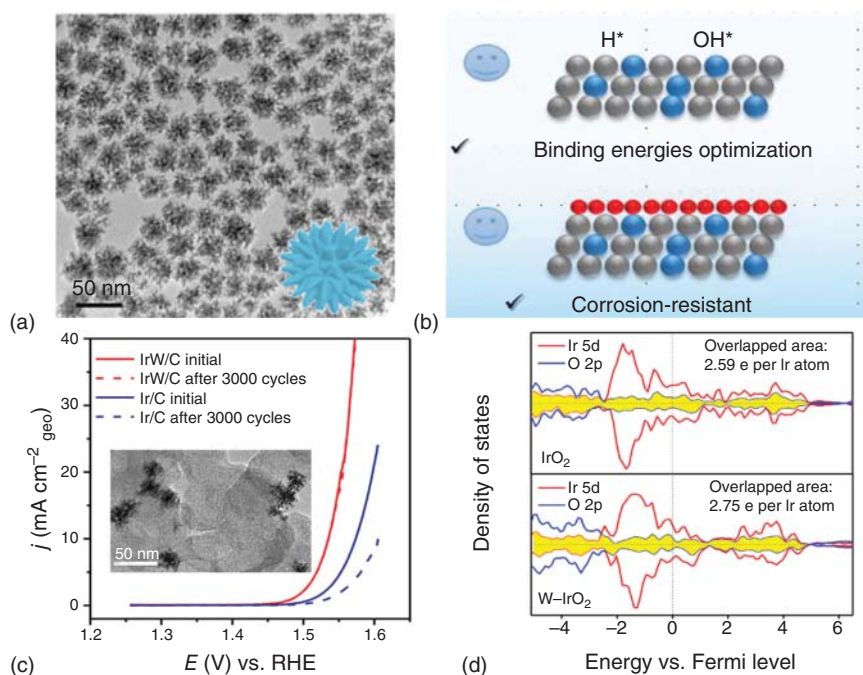 50 nm
(a)
H* OH*
Binding energies optimization
Corrosion-resistant
(b)
40
30
20
10
0
j (mA cm⁻² geo)
IrW/C initial
IrW/C after 3000 cycles
Ir/C initial
Ir/C after 3000 cycles
50 nm
1.2 1.3 1.4 1.5 1.6
E (V) vs. RHE
(c)
Density of states
Ir 5d
O 2p
Overlapped area:
2.59 e per Ir atom
IrO₂
Ir 5d
O 2p
Overlapped area:
2.75 e per Ir atom
W–IrO₂
−4 −2 0 2 4 6
Energy vs. Fermi level
(d)